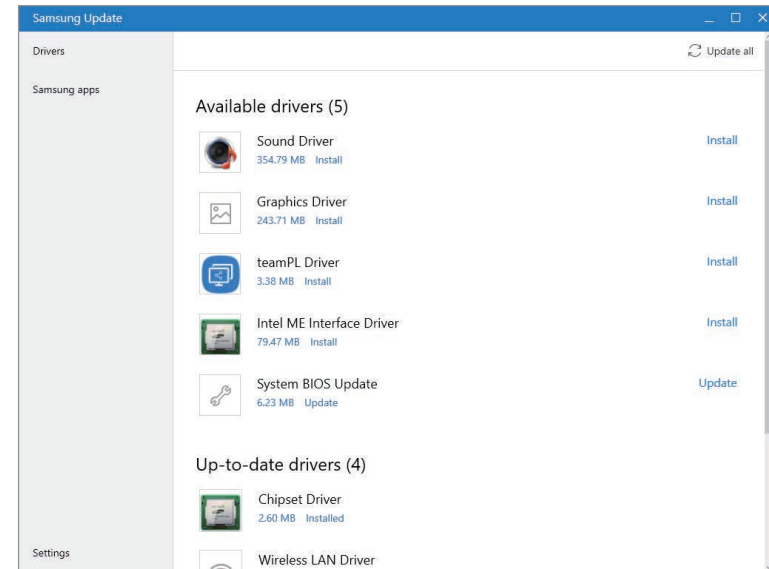 Samsung Update
Drivers
Update all
Samsung apps
Available drivers (5)
Sound Driver
354.79 MB Install
Install
Graphics Driver
243.71 MB Install
Install
teamPL Driver
3.38 MB Install
Install
Intel ME Interface Driver
79.47 MB Install
Install
System BIOS Update
6.23 MB Update
Update
Up-to-date drivers (4)
Chipset Driver
2.60 MB Installed
Settings
Wireless LAN Driver